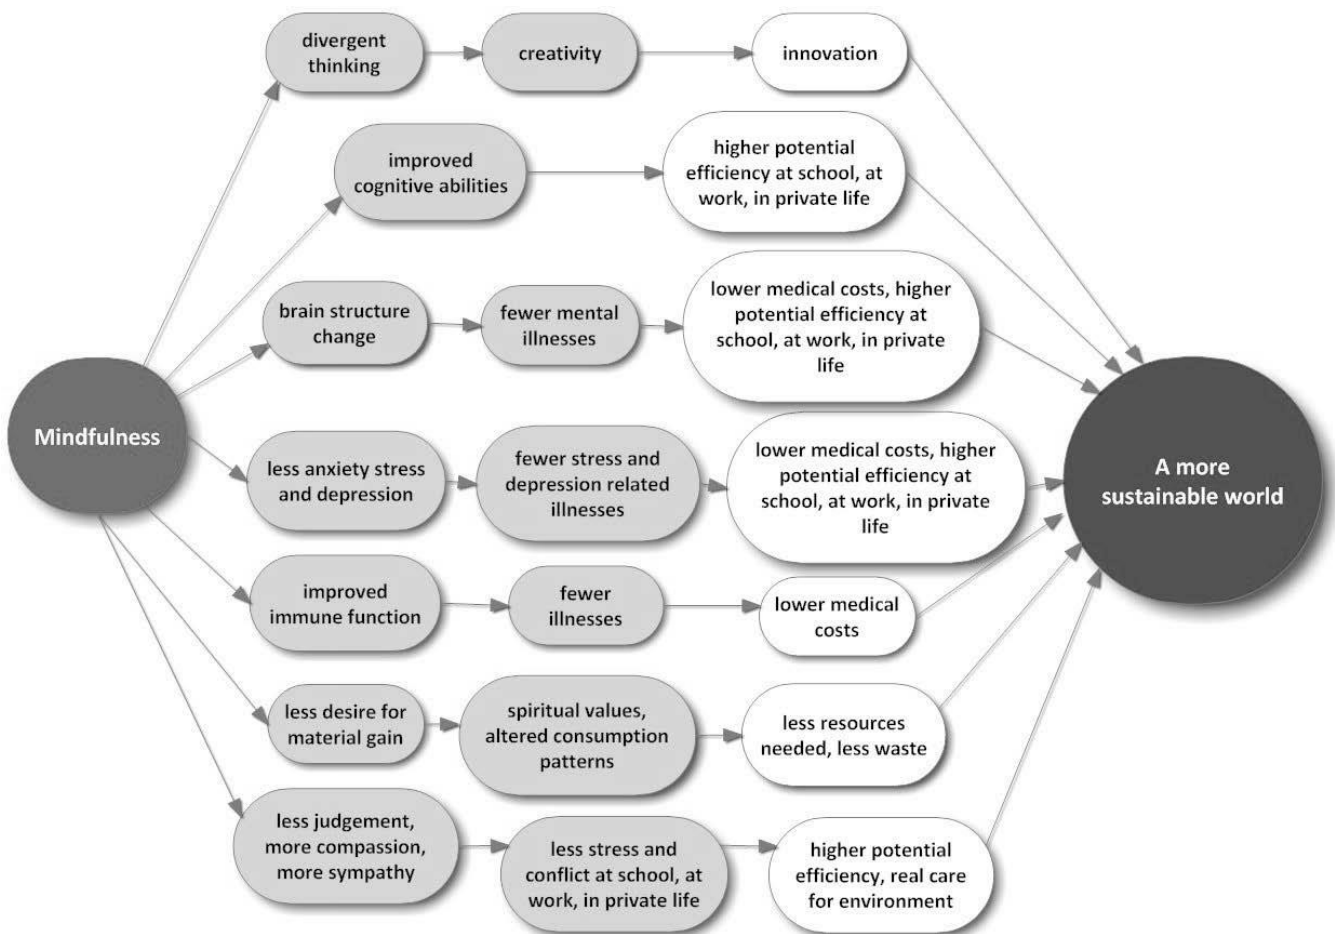 divergent
thinking
creativity
innovation
improved
cognitive abilities
higher potential
efficiency at school, at
work, in private life
brain structure
change
fewer mental
illnesses
lower medical costs, higher
potential efficiency at
school, at work, in private
life
Mindfulness
less anxiety stress
and depression
fewer stress and
depression related
illnesses
lower medical costs, higher
potential efficiency at
school, at work, in private
life
A more
sustainable world
improved
immune function
fewer
illnesses
lower medical
costs
less desire for
material gain
spiritual values,
altered consumption
patterns
less resources
needed, less waste
less judgement,
more compassion,
more sympathy
less stress and
conflict at school, at
work, in private life
higher potential
efficiency, real care
for environment